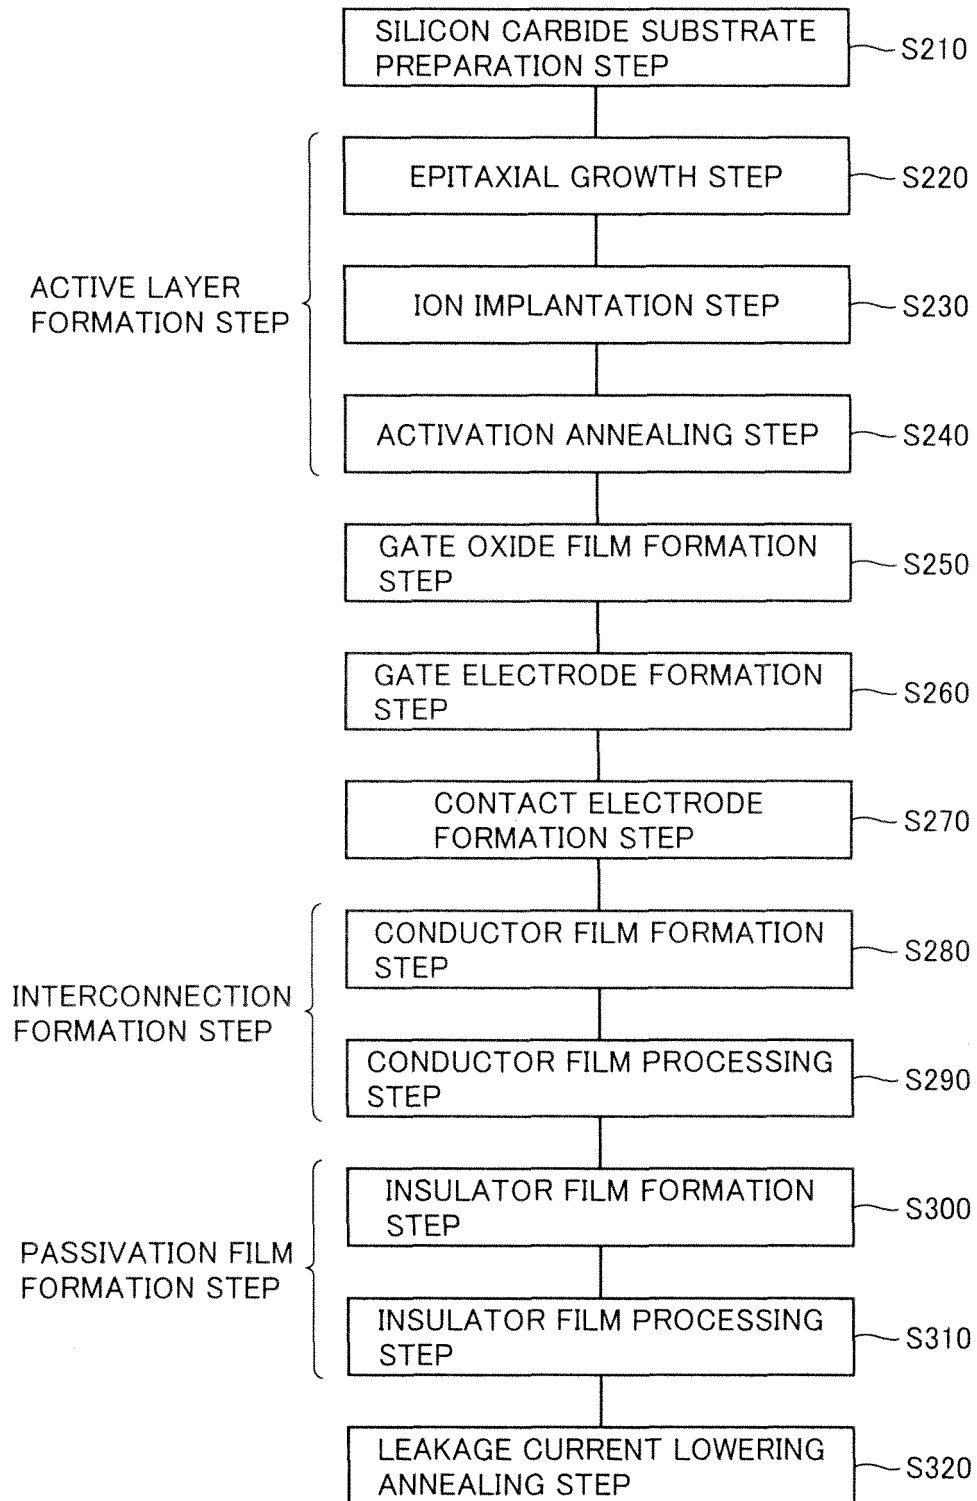 SILICON CARBIDE SUBSTRATE
PREPARATION STEP
S210
EPITAXIAL GROWTH STEP
S220
ACTIVE LAYER
FORMATION STEP
ION IMPLANTATION STEP
S230
ACTIVATION ANNEALING STEP
S240
GATE OXIDE FILM FORMATION
STEP
S250
GATE ELECTRODE FORMATION
STEP
S260
CONTACT ELECTRODE
FORMATION STEP
S270
CONDUCTOR FILM FORMATION
STEP
S280
INTERCONNECTION
FORMATION STEP
CONDUCTOR FILM PROCESSING
STEP
S290
INSULATOR FILM FORMATION
STEP
S300
PASSIVATION FILM
FORMATION STEP
INSULATOR FILM PROCESSING
STEP
S310
LEAKAGE CURRENT LOWERING
ANNEALING STEP
S320